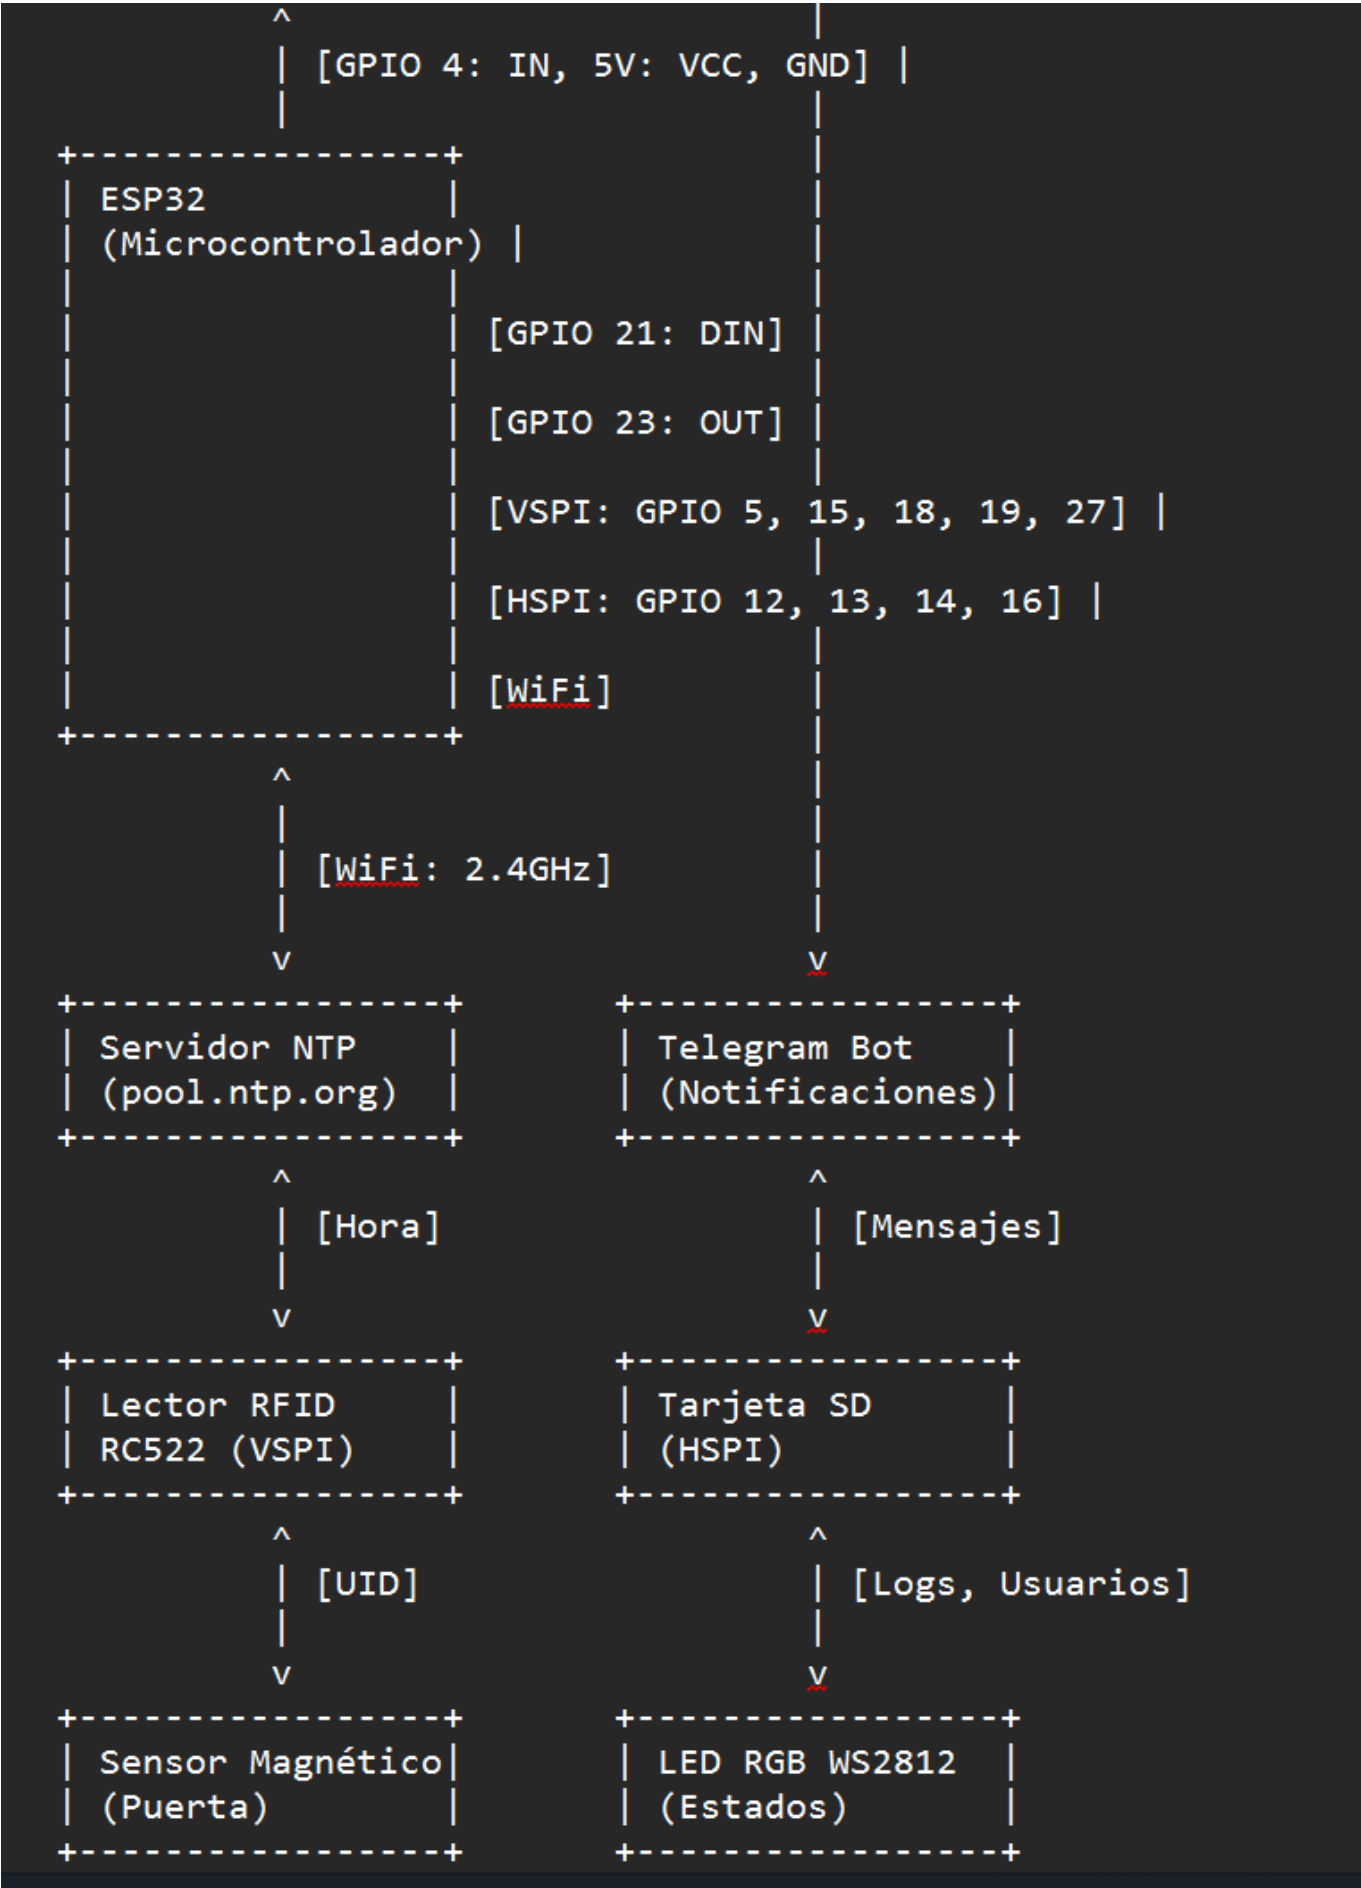 ^ |
| [GPIO 4: IN, 5V: VCC, GND] |
| |
+------------------+ |
| ESP32 | |
| (Microcontrolador) | |
| | |
| | [GPIO 21: DIN] |
| | |
| | [GPIO 23: OUT] |
| | |
| | [VSPI: GPIO 5, 15, 18, 19, 27] |
| | |
| | [HSPI: GPIO 12, 13, 14, 16] |
| | |
| | [WiFi] |
+------------------+ |
^ |
| |
| [WiFi: 2.4GHz] |
| |
v v
+------------------+ +------------------+
| Servidor NTP | | Telegram Bot |
| (pool.ntp.org) | | (Notificaciones)|
+------------------+ +------------------+
^ ^
| [Hora] | [Mensajes]
| |
v v
+------------------+ +------------------+
| Lector RFID | | Tarjeta SD |
| RC522 (VSPI) | | (HSPI) |
+------------------+ +------------------+
^ ^
| [UID] | [Logs, Usuarios]
| |
v v
+------------------+ +------------------+
| Sensor Magnético| | LED RGB WS2812 |
| (Puerta) | | (Estados) |
+------------------+ +------------------+